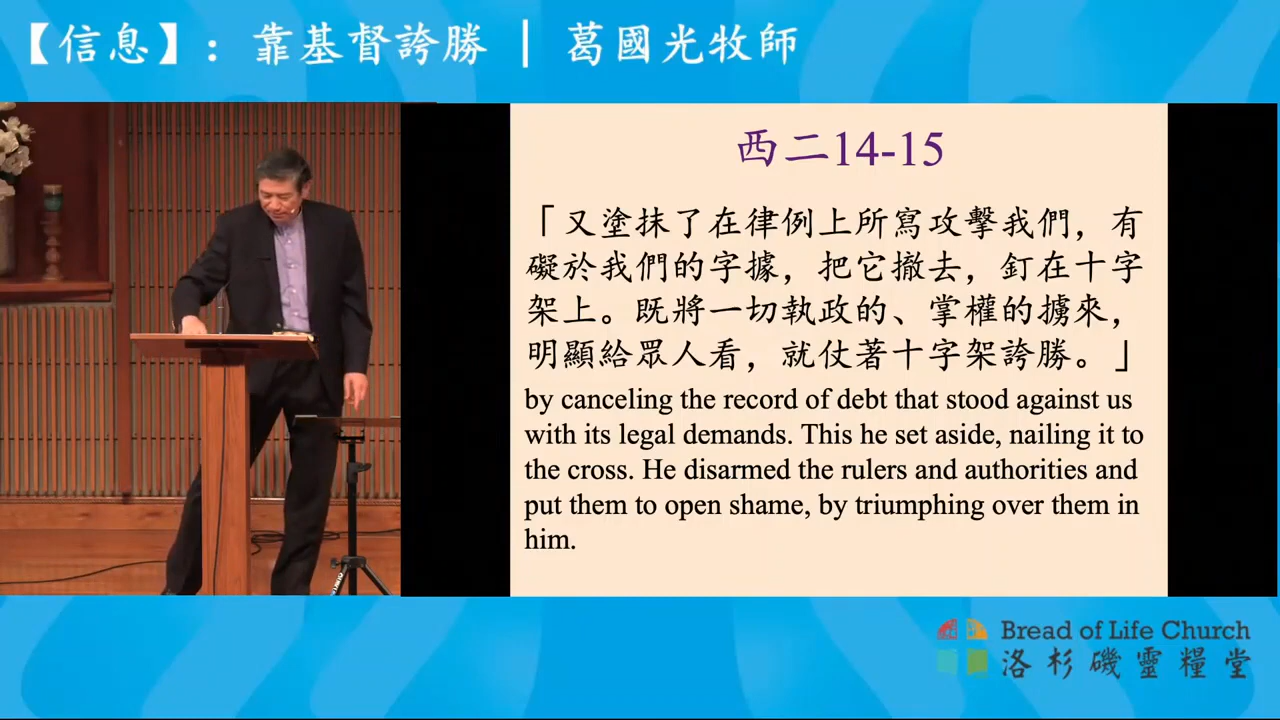 【信息】：靠基督誇勝 | 葛國光牧師
西二14-15
「又塗抹了在律例上所寫攻擊我們，有
礙於我們的字據，把它撤去，釘在十字
架上。既將一切執政的、掌權的擄來，
明顯給眾人看，就仗著十字架誇勝。」
by canceling the record of debt that stood against us
with its legal demands. This he set aside, nailing it to
the cross. He disarmed the rulers and authorities and
put them to open shame, by triumphing over them in
him.
Bread of Life Church
洛杉磯靈糧堂